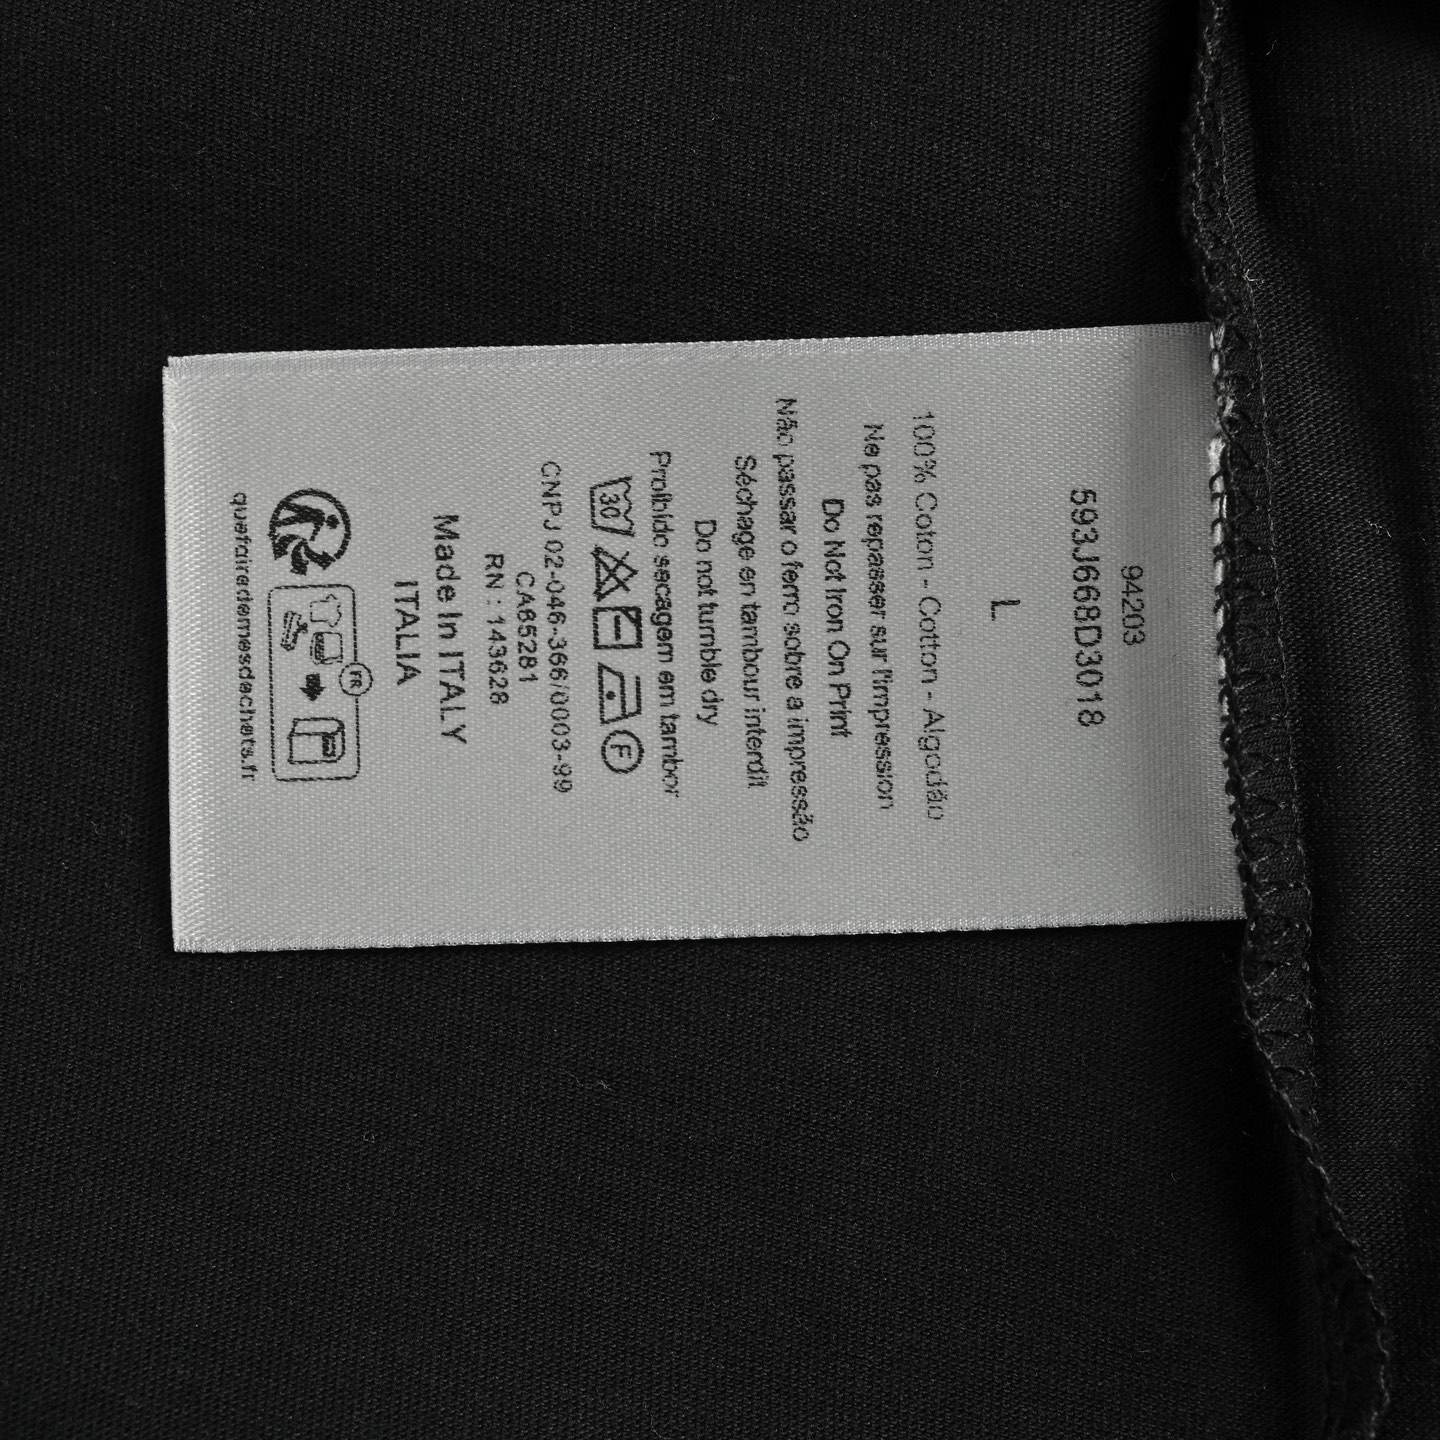 94203
593J668D3018
L
100% Coton - Cotton - Algodão
Ne pas repasser sur l'impression
Do Not Iron On Print
Não passar o ferro sobre a impressão
Séchage en tambour interdit
Do not tumble dry
Proibido secagem em tambor
30 F
CNPJ 02-046-366/0003-99
CA65281
RN : 143628
Made In ITALY
ITALIA
FR
quefairedemesdechets.fr